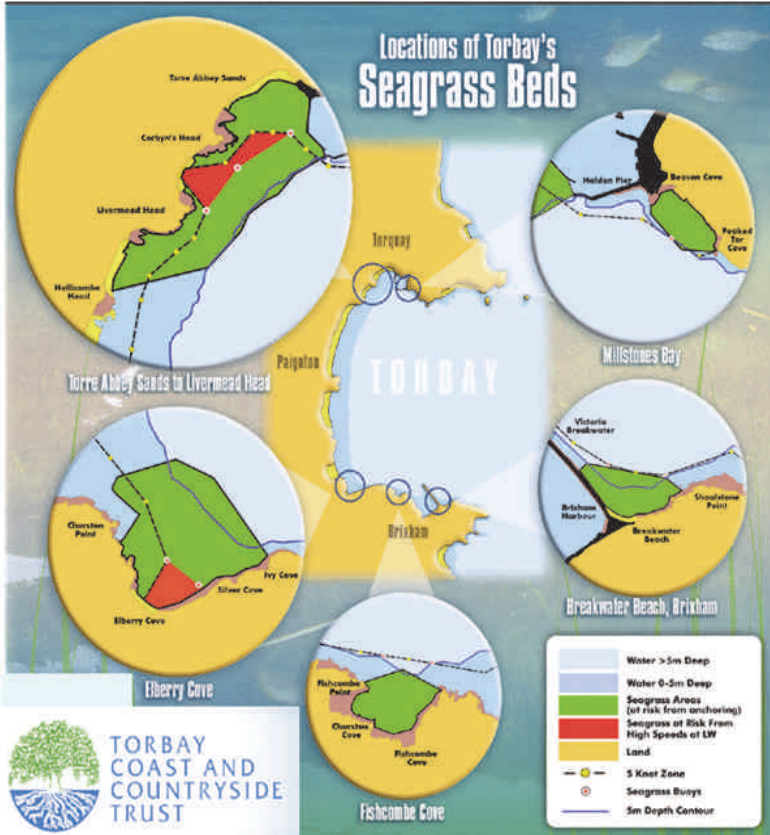 Locations of Torbay's
Seagrass Beds
Torre Abbey Sands
Corbyn's Head
Livermead Head
Hollicombe
Head
Torre Abbey Sands to Livermead Head
Haldon Pier
Beacon Cove
Peaked
Tor
Cove
Millstones Bay
Torquay
Paignton
TORBAY
Brixham
Churston
Point
Elberry Cove
Silver Cove
Ivy Cove
Elberry Cove
Victoria
Breakwater
Brixham
Harbour
Breakwater
Beach
Shoalstone
Point
Breakwater Beach, Brixham
Fishcombe
Point
Churston
Cove
Fishcombe
Cove
Fishcombe Cove
Water >5m Deep
Water 0-5m Deep
Seagrass Areas
(at risk from anchoring)
Seagrass at Risk From
High Speeds at LW
Land
5 Knot Zone
Seagrass Buoys
5m Depth Contour
TORBAY
COAST AND
COUNTRYSIDE
TRUST